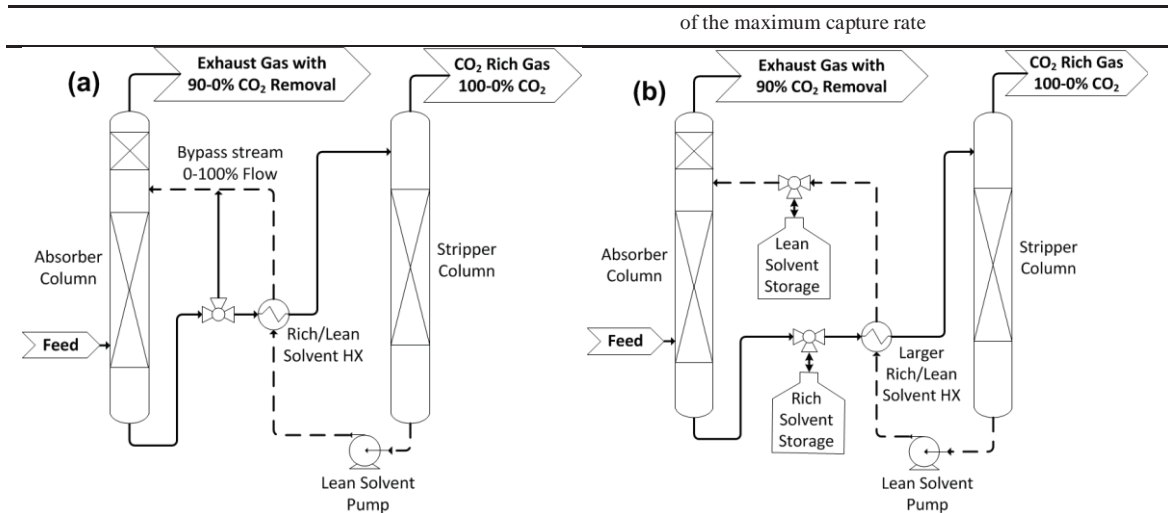 of the maximum capture rate
(a)
Exhaust Gas with
90-0% CO₂ Removal
CO₂ Rich Gas
100-0% CO₂
Bypass stream
0-100% Flow
Absorber
Column
Stripper
Column
Feed
Rich/Lean
Solvent HX
Lean Solvent
Pump
(b)
Exhaust Gas with
90% CO₂ Removal
CO₂ Rich Gas
100-0% CO₂
Absorber
Column
Lean
Solvent
Storage
Stripper
Column
Feed
Larger
Rich/Lean
Solvent HX
Rich
Solvent
Storage
Lean Solvent
Pump